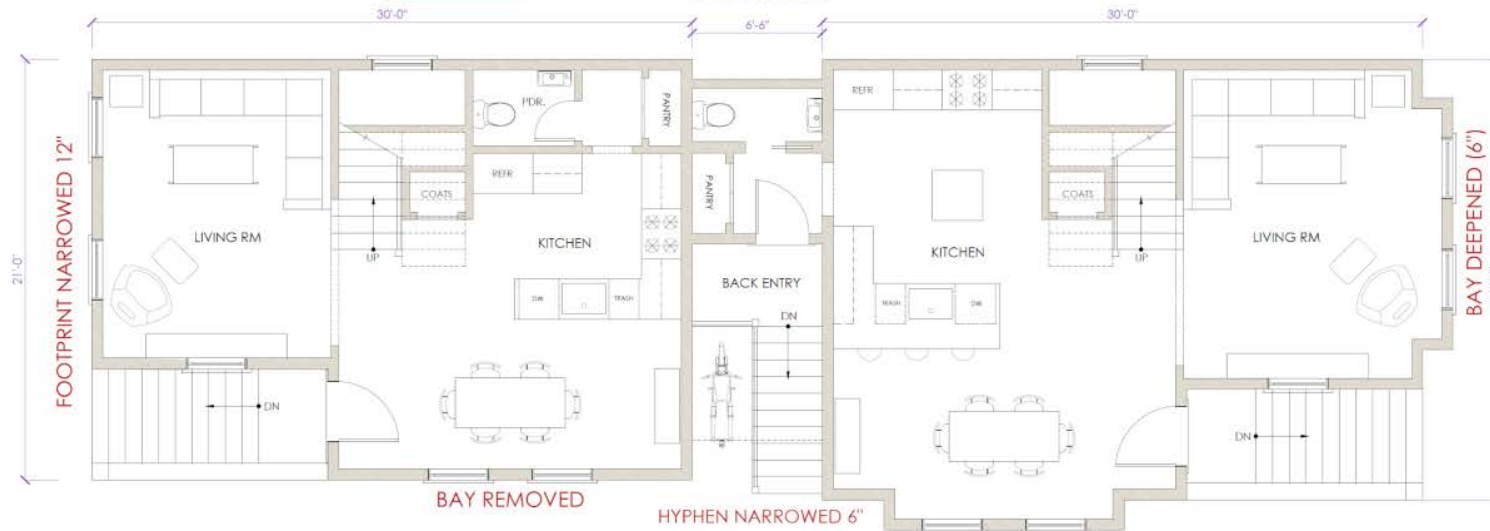 30'-0"
6'-6"
30'-0"
21'-0"
FOOTPRINT NARROWED 12"
LIVING RM
UP
COATS
PDR.
PANTRY
REFR
KITCHEN
DW
TRASH
DN
BAY REMOVED
PANTRY
BACK ENTRY
DN
HYPHEN NARROWED 6"
REFR
KITCHEN
TRASH
DW
COATS
UP
LIVING RM
DN
BAY DEEPENED (6")